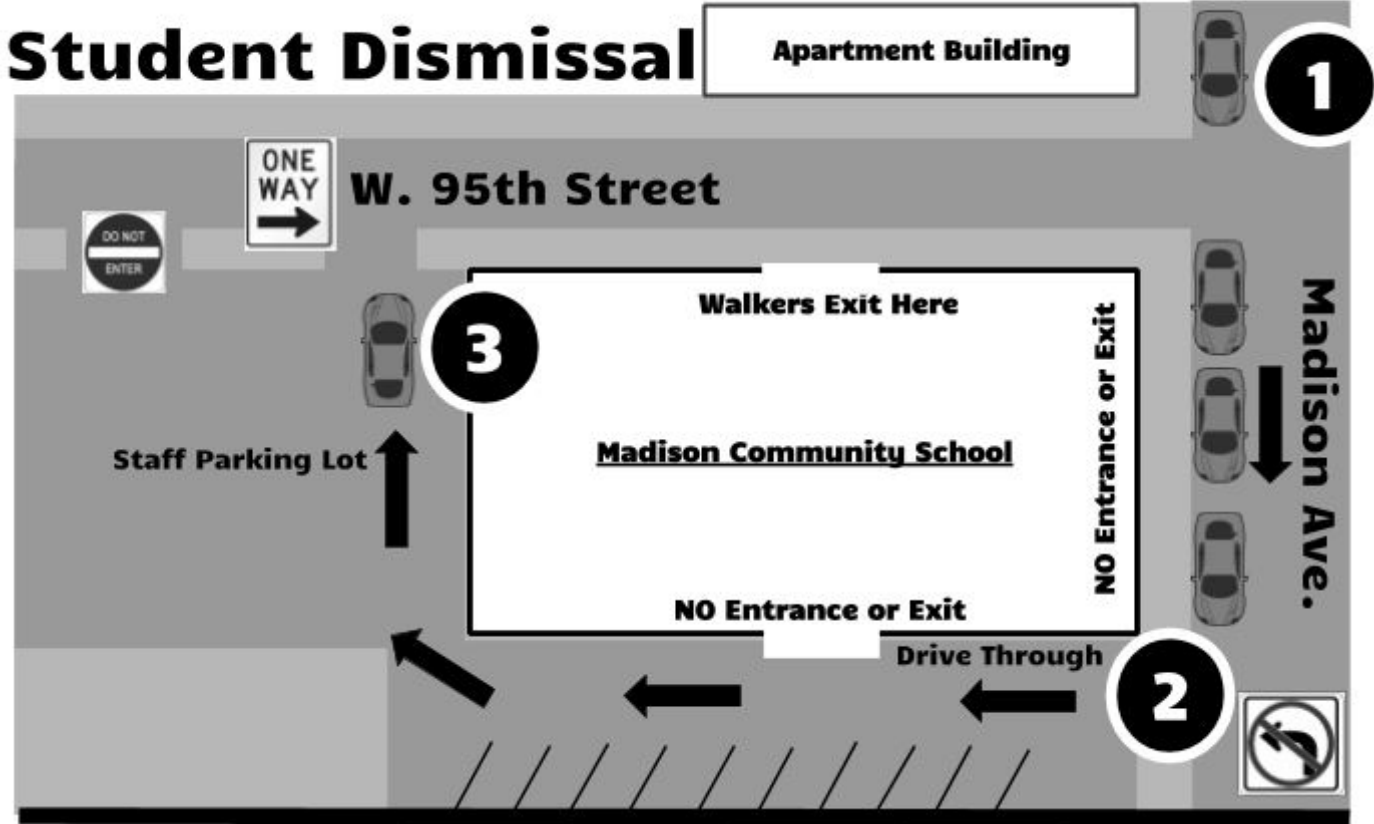 Student Dismissal
Apartment Building
1
ONE
WAY
W. 95th Street
DO NOT
ENTER
Walkers Exit Here
NO Entrance or Exit
Madison Ave.
3
Staff Parking Lot
Madison Community School
NO Entrance or Exit
Drive Through
2